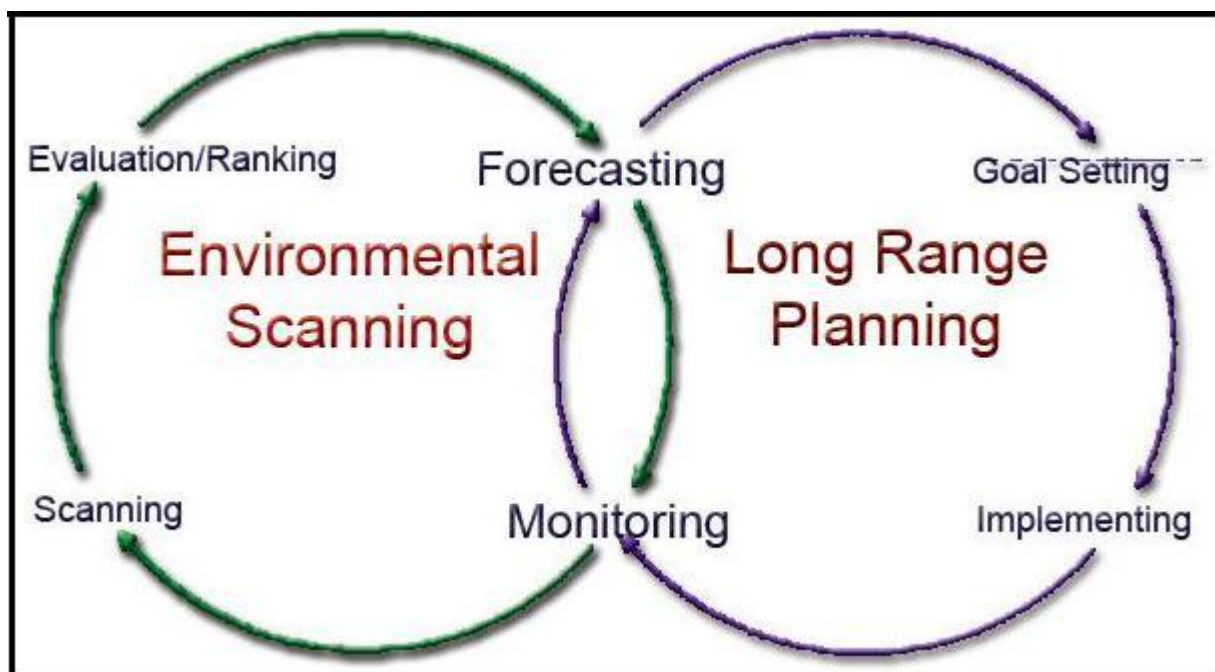 Evaluation/Ranking
Forecasting
Goal Setting
Environmental
Scanning
Long Range
Planning
Scanning
Monitoring
Implementing